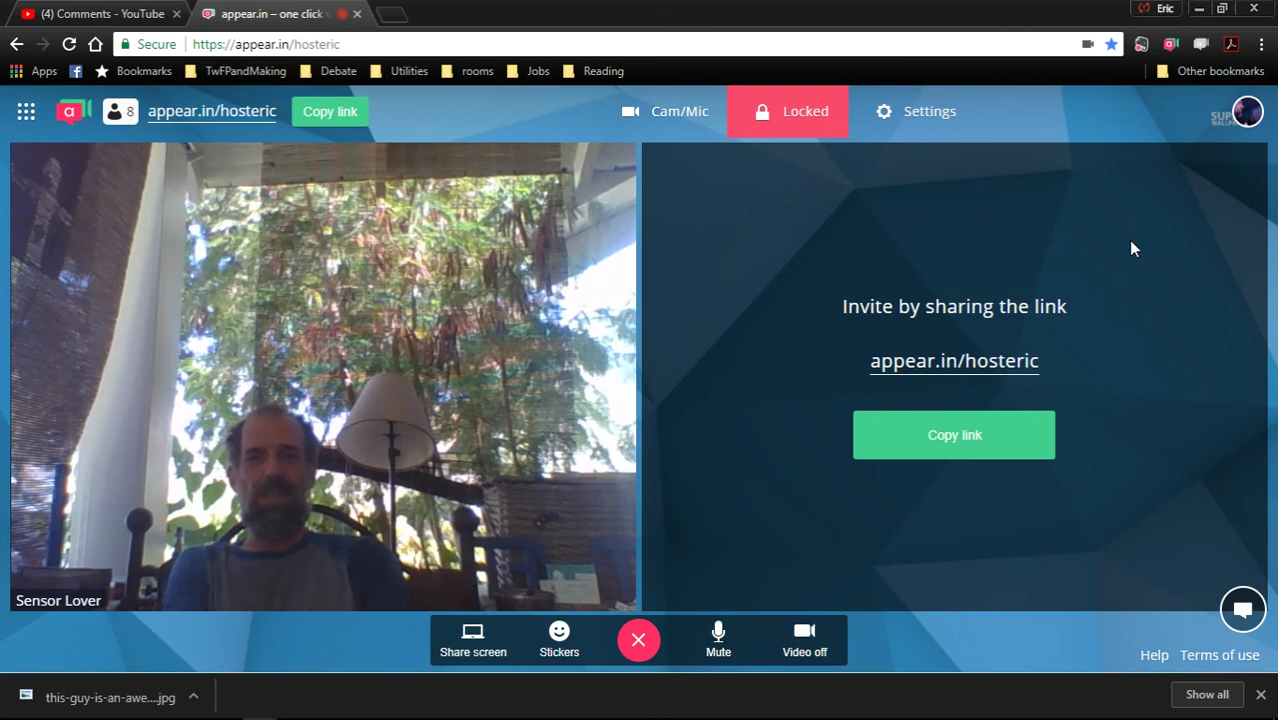 (4) Comments - YouTube
appear.in – one click v
Eric
Secure
https://appear.in/hosteric
Apps
Bookmarks
TwFPandMaking
Debate
Utilities
rooms
Jobs
Reading
Other bookmarks
8
appear.in/hosteric
Copy link
Cam/Mic
Locked
Settings
Invite by sharing the link
appear.in/hosteric
Copy link
Sensor Lover
Share screen
Stickers
Mute
Video off
Help
Terms of use
this-guy-is-an-awe....jpg
Show all